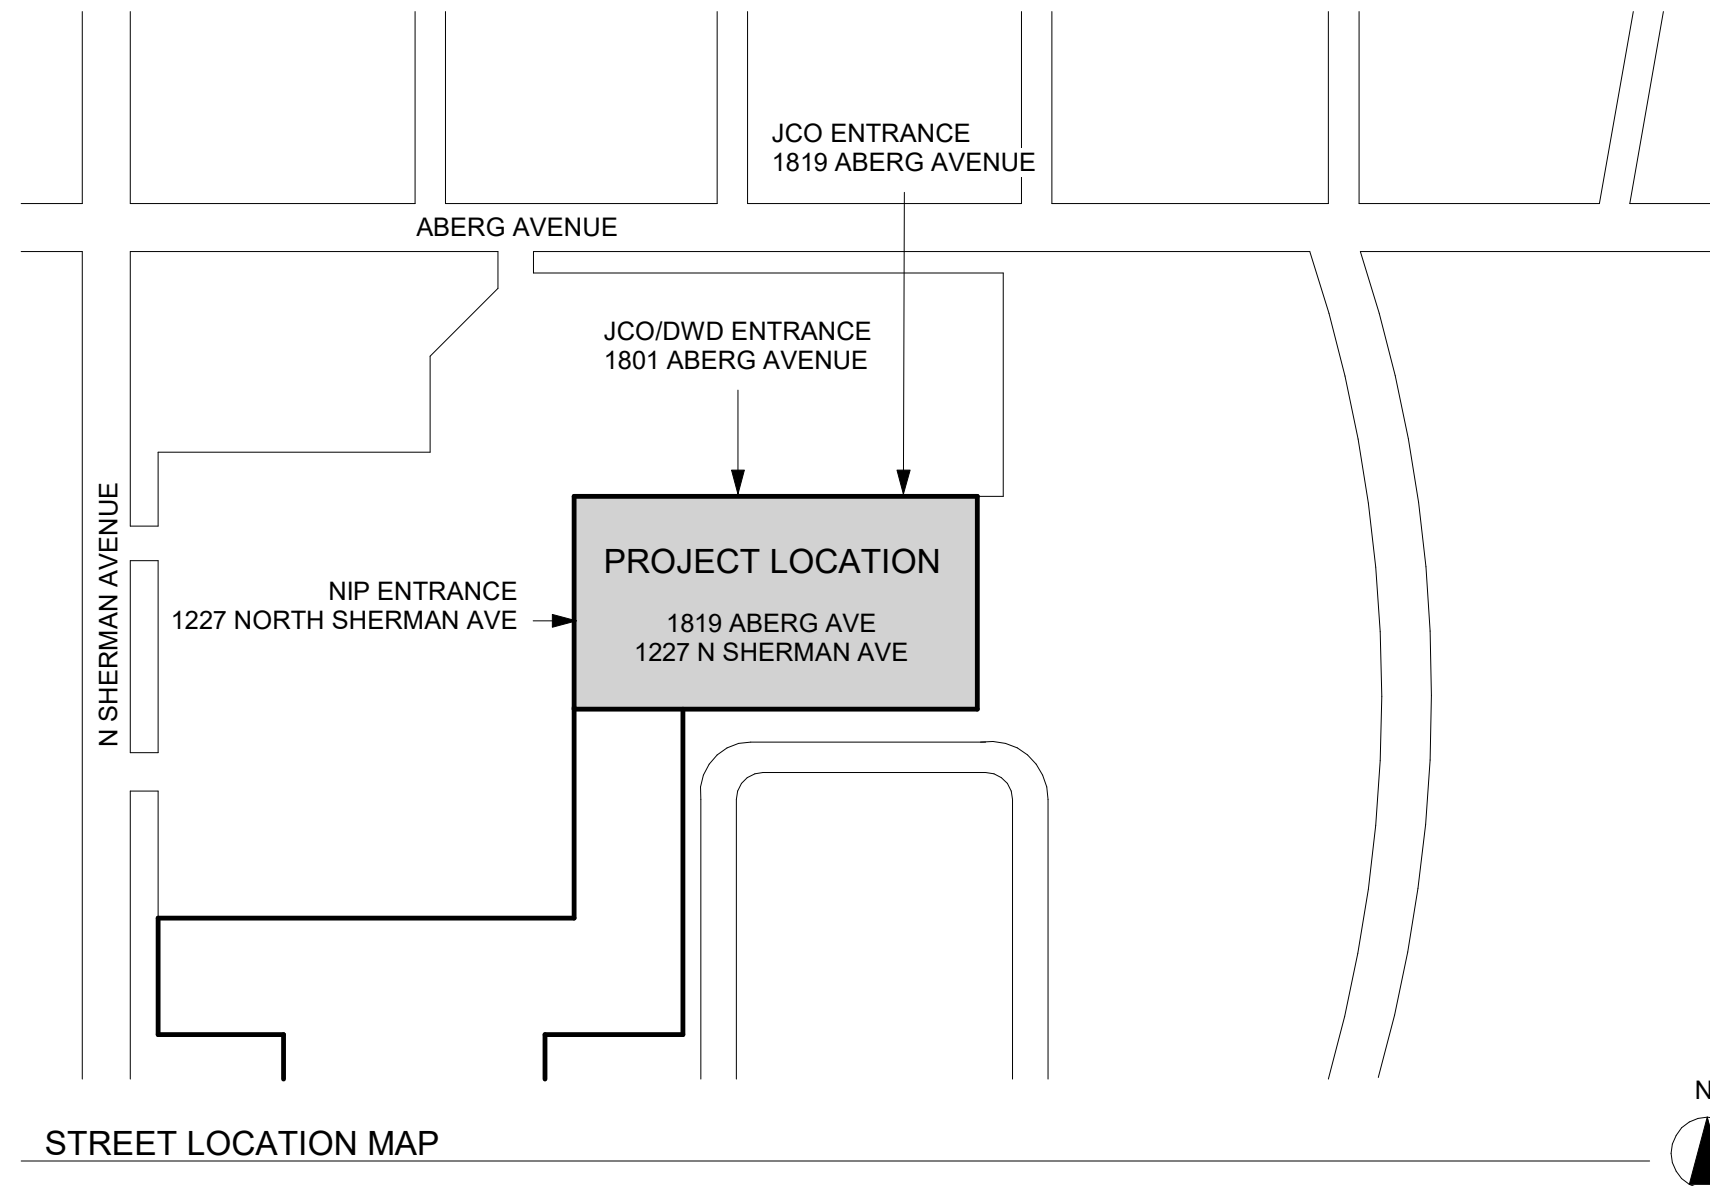 JCO ENTRANCE
1819 ABERG AVENUE
ABERG AVENUE
JCO/DWD ENTRANCE
1801 ABERG AVENUE
N SHERMAN AVENUE
PROJECT LOCATION
NIP ENTRANCE
1227 NORTH SHERMAN AVE
1819 ABERG AVE
1227 N SHERMAN AVE
N
STREET LOCATION MAP